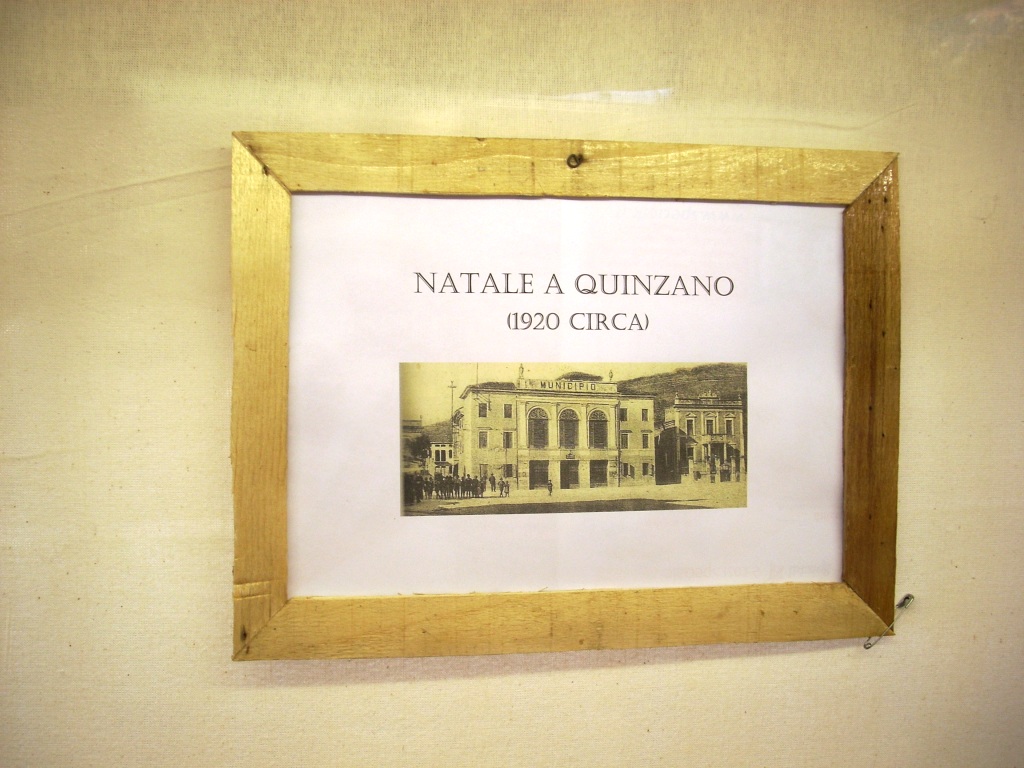 NATALE A QUINZANO
(1920 CIRCA)
MUNICIPIO